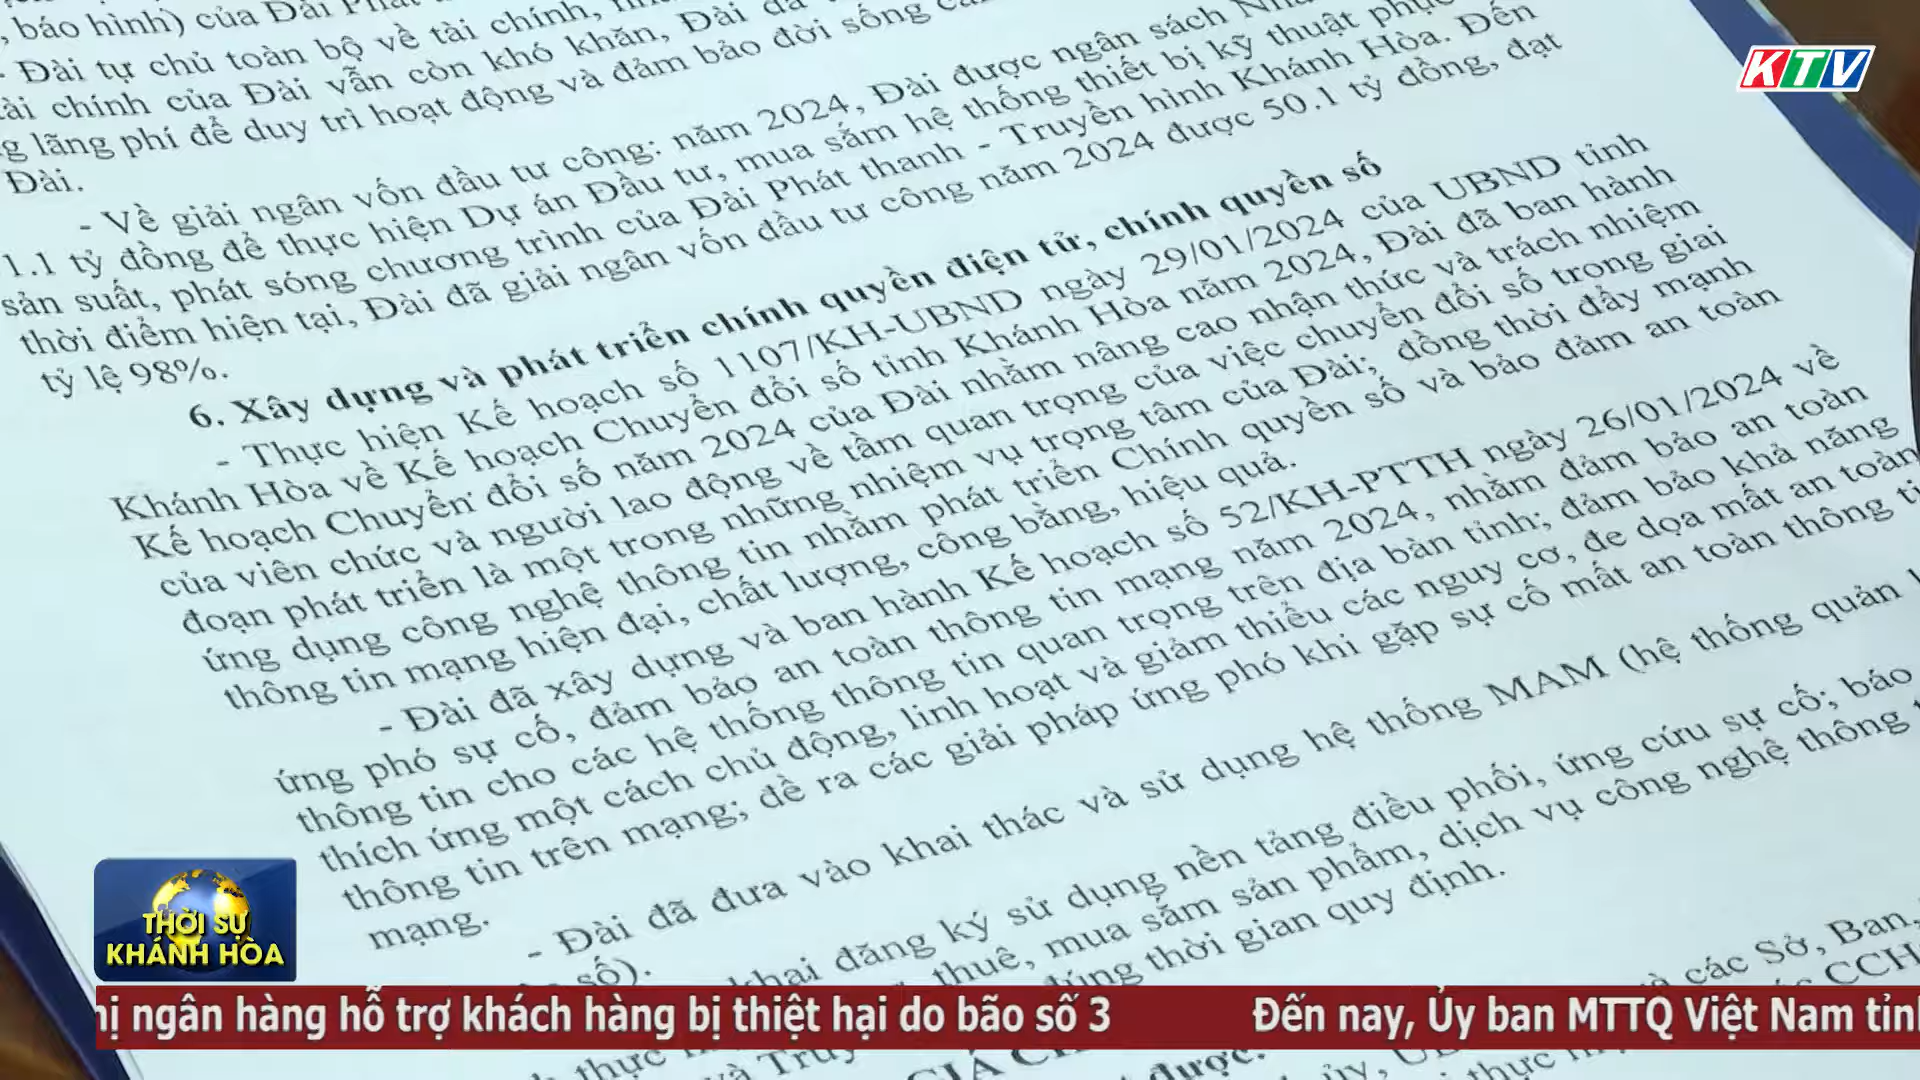 , báo hình) của Đài Phát
- Đài tự chủ toàn bộ về tài chính,
tài chính của Đài vẫn còn khó khăn, Đài đã
g lãng phí để duy trì hoạt động và đảm bảo đời sống
Đài.
- Về giải ngân vốn đầu tư công: năm 2024, Đài được ngân sách
1.1 tỷ đồng để thực hiện Dự án Đầu tư, mua sắm hệ thống thiết bị kỹ thuật phục
sản suất, phát sóng chương trình của Đài Phát thanh - Truyền hình Khánh Hòa. Đến
thời điểm hiện tại, Đài đã giải ngân vốn đầu tư công năm 2024 được 50.1 tỷ đồng, đạt
tỷ lệ 98%.
6. Xây dựng và phát triển chính quyền điện tử, chính quyền số
- Thực hiện Kế hoạch số 1107/KH-UBND ngày 29/01/2024 của UBND tỉnh
Khánh Hòa về Kế hoạch Chuyển đổi số tỉnh Khánh Hòa năm 2024, Đài đã ban hành
Kế hoạch Chuyển đổi số năm 2024 của Đài nhằm nâng cao nhận thức và trách nhiệm
của viên chức và người lao động về tầm quan trọng của việc chuyển đổi số trong giai
đoạn phát triển là một trong những nhiệm vụ trọng tâm của Đài; đồng thời đẩy mạnh
ứng dụng công nghệ thông tin nhằm phát triển Chính quyền số và bảo đảm an toàn
thông tin mạng hiện đại, chất lượng, công bằng, hiệu quả.
- Đài đã xây dựng và ban hành Kế hoạch số 52/KH-PTTH ngày 26/01/2024 về
ứng phó sự cố, đảm bảo an toàn thông tin mạng năm 2024, nhằm đảm bảo an toàn
thông tin cho các hệ thống thông tin quan trọng trên địa bàn tỉnh; đảm bảo khả năng
thích ứng một cách chủ động, linh hoạt và giảm thiểu các nguy cơ, đe dọa mất an toàn
thông tin trên mạng; đề ra các giải pháp ứng phó khi gặp sự cố mất an toàn thông ti
mạng.
- Đài đã đưa vào khai thác và sử dụng hệ thống MAM (hệ thống quản
số).
khai đăng ký sử dụng nền tảng điều phối, ứng cứu sự cố; báo
thuê, mua sắm sản phẩm, dịch vụ công nghệ thông
đúng thời gian quy định.
các Sở, Ban,
CCH
KTV
THỜI SỰ
KHÁNH HÒA
ngân hàng hỗ trợ khách hàng bị thiệt hại do bão số 3 Đến nay, Ủy ban MTTQ Việt Nam tỉnh
được.